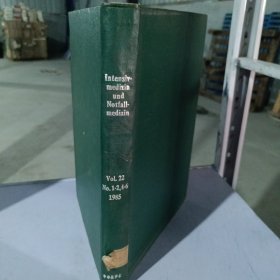 Intensiv-
medizin
und
Notfall-
medizin
Vol. 22
No. 1-2,4-6
1985